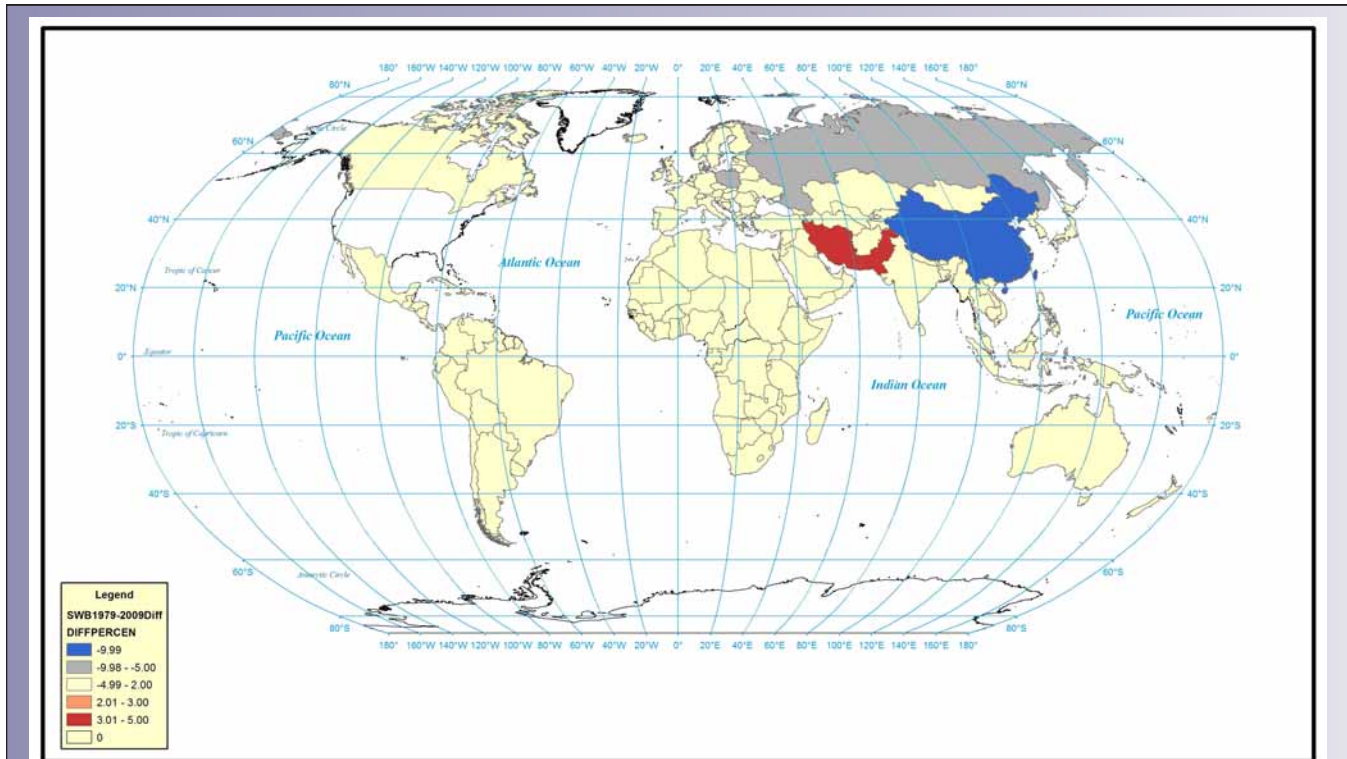 180° 160°W 140°W 120°W 100°W 80°W 60°W 40°W 20°W 0° 20°E 40°E 60°E 80°E 100°E 120°E 140°E 160°E 180°
80°N 80°N
Circle
60°N 60°N
40°N 40°N
Atlantic Ocean
Tropic of Cancer
20°N 20°N
Pacific Ocean Pacific Ocean
Equator 0° 0°
Indian Ocean
20°S Tropic of Capricorn 20°S
40°S 40°S
60°S Antarctic Circle 60°S
80°S 80°S
180° 160°W 140°W 120°W 100°W 80°W 60°W 40°W 20°W 0° 20°E 40°E 60°E 80°E 100°E 120°E 140°E 160°E 180°
Legend
SWB1979-2009Diff
DIFFPERCEN
-9.99
-9.98 - -5.00
-4.99 - 2.00
2.01 - 3.00
3.01 - 5.00
0